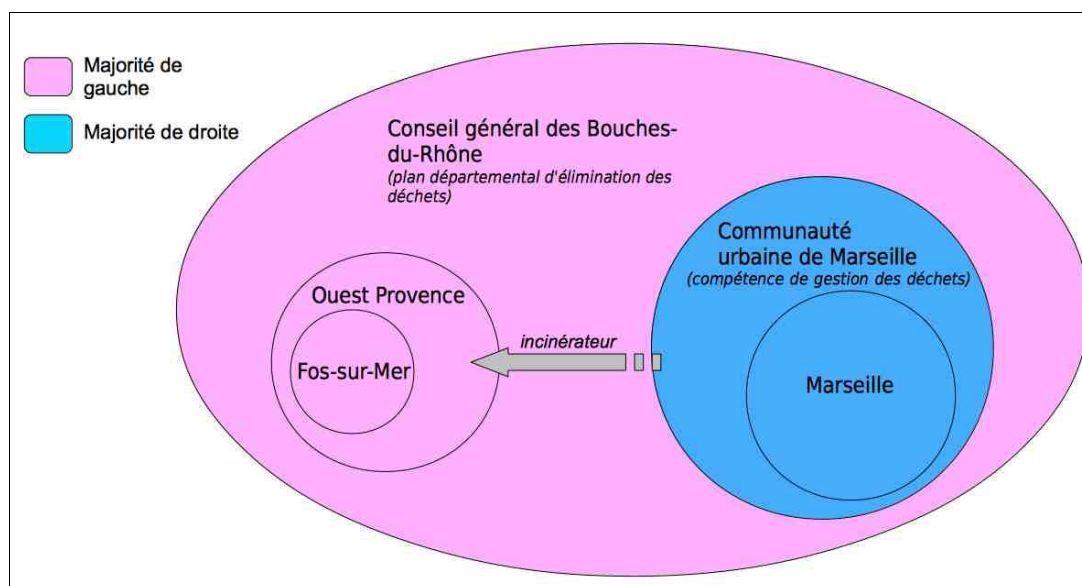 Majorité de
gauche
Majorité de droite
Conseil général des Bouches-
du-Rhône
(plan départemental d'élimination des
déchets)
Communauté
urbaine de Marseille
(compétence de gestion des déchets)
Ouest Provence
incinérateur
Fos-sur-Mer
Marseille